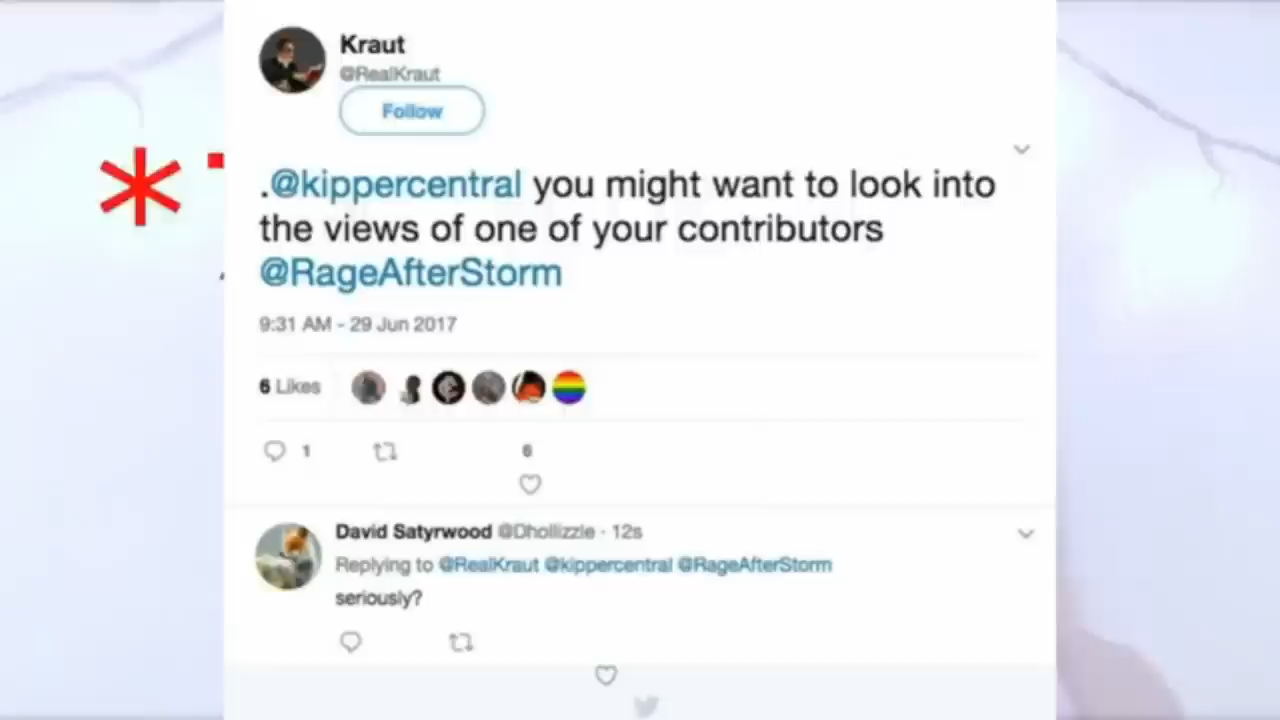 Kraut
@RealKraut
Follow
.@kippercentral you might want to look into
the views of one of your contributors
@RageAfterStorm
9:31 AM - 29 Jun 2017
6 Likes
1 6
David Satyrwood @Dhollizzle · 12s
Replying to @RealKraut @kippercentral @RageAfterStorm
seriously?
*